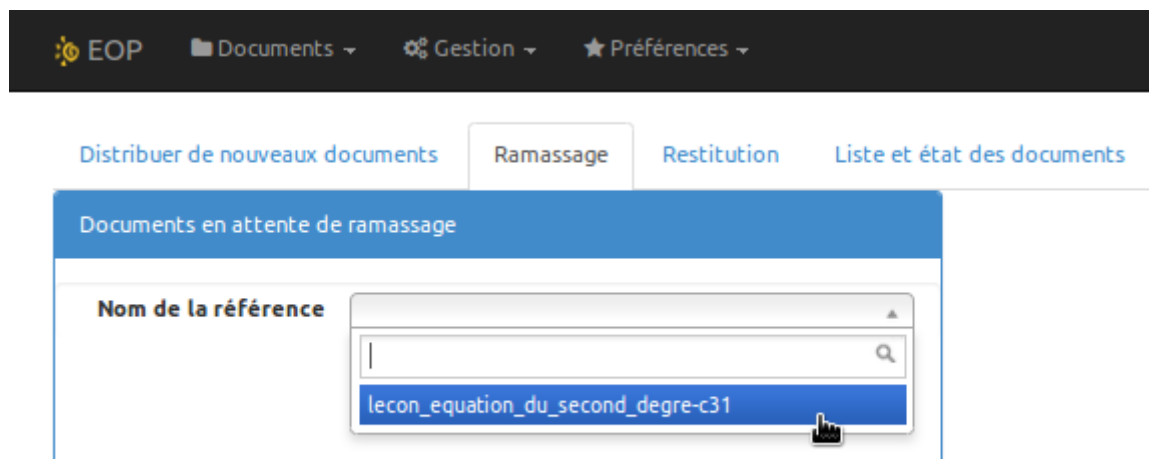 EOP Documents Gestion Préférences
Distribuer de nouveaux documents Ramassage Restitution Liste et état des documents
Documents en attente de ramassage
Nom de la référence
lecon_equation_du_second_degre-c31